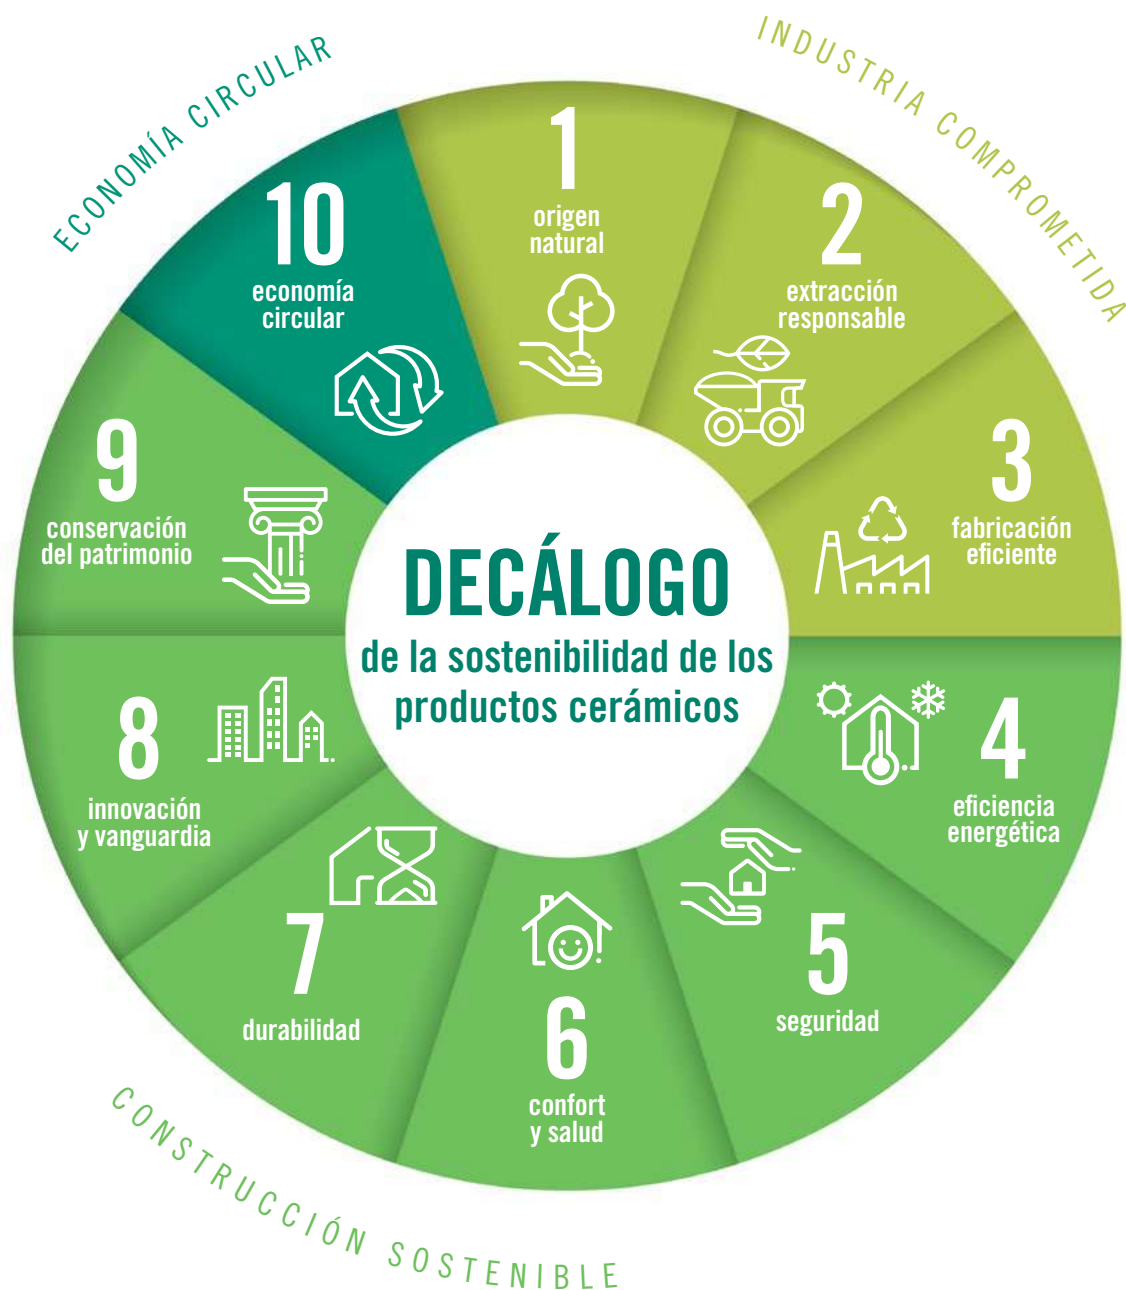 ECONOMÍA CIRCULAR
INDUSTRIA COMPROMETIDA
1
origen
natural
2
extracción
responsable
3
fabricación
eficiente
4
eficiencia
energética
5
seguridad
6
confort
y salud
7
durabilidad
8
innovación
y vanguardia
9
conservación
del patrimonio
10
economía
circular
DECÁLOGO
de la sostenibilidad de los
productos cerámicos
CONSTRUCCIÓN SOSTENIBLE